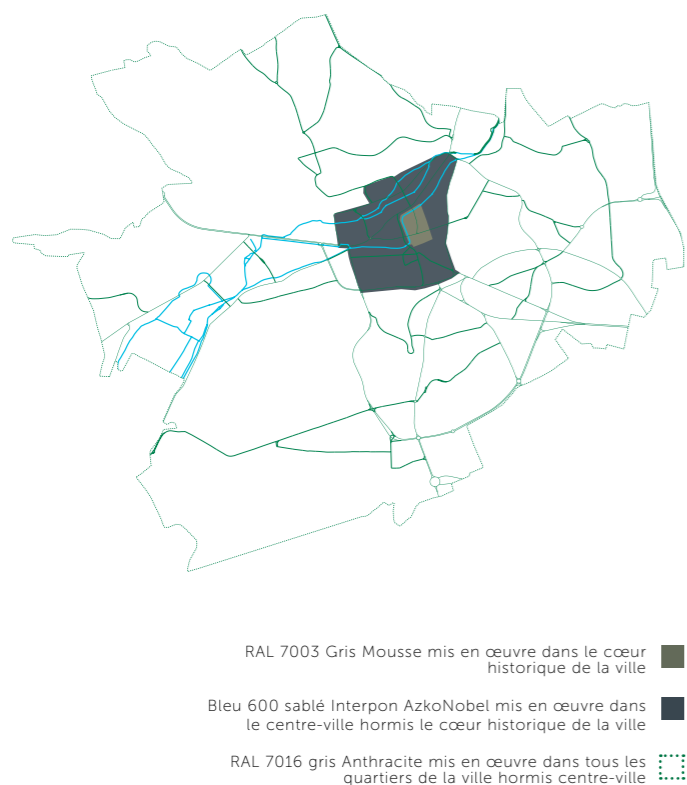 RAL 7003 Gris Mousse mis en œuvre dans le cœur
historique de la ville
Bleu 600 sablé Interpon AzkoNobel mis en œuvre dans
le centre-ville hormis le cœur historique de la ville
RAL 7016 gris Anthracite mis en œuvre dans tous les
quartiers de la ville hormis centre-ville